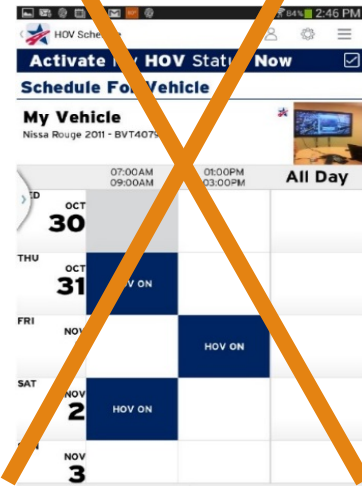 84% 2:46 PM
HOV Sch
Activate My HOV Status Now
Schedule For Vehicle
My Vehicle
Nissa Rouge 2011 - BVT407
07:00AM 01:00PM All Day
09:00AM 03:00PM
OCT
30
THU OCT
31
HOV ON
FRI NOV
HOV ON
SAT NOV
2
HOV ON
NOV
3